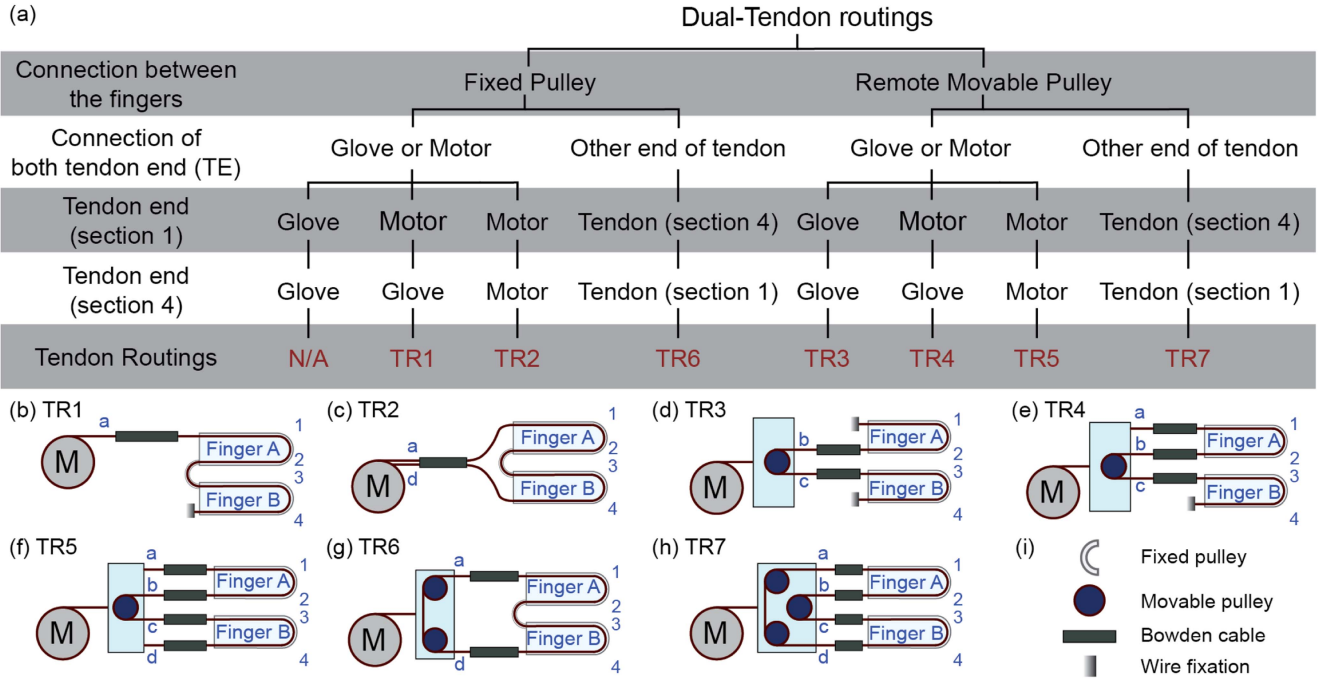 (a)
Dual-Tendon routings
Connection between
the fingers
Fixed Pulley Remote Movable Pulley
Connection of
both tendon end (TE)
Glove or Motor Other end of tendon Glove or Motor Other end of tendon
Tendon end
(section 1)
Glove Motor Motor Tendon (section 4) Glove Motor Motor Tendon (section 4)
Tendon end
(section 4)
Glove Glove Motor Tendon (section 1) Glove Glove Motor Tendon (section 1)
Tendon Routings N/A TR1 TR2 TR6 TR3 TR4 TR5 TR7
(b) TR1
a
M
Finger A
Finger B
1
2
3
4
(c) TR2
a
d
M
Finger A
Finger B
1
2
3
4
(d) TR3
M
b
c
Finger A
Finger B
1
2
3
4
(e) TR4
M
a
b
c
Finger A
Finger B
1
2
3
4
(f) TR5
M
a
b
c
d
Finger A
Finger B
1
2
3
4
(g) TR6
M
a
d
Finger A
Finger B
1
2
3
4
(h) TR7
M
a
b
c
d
Finger A
Finger B
1
2
3
4
(i)
Fixed pulley
Movable pulley
Bowden cable
Wire fixation